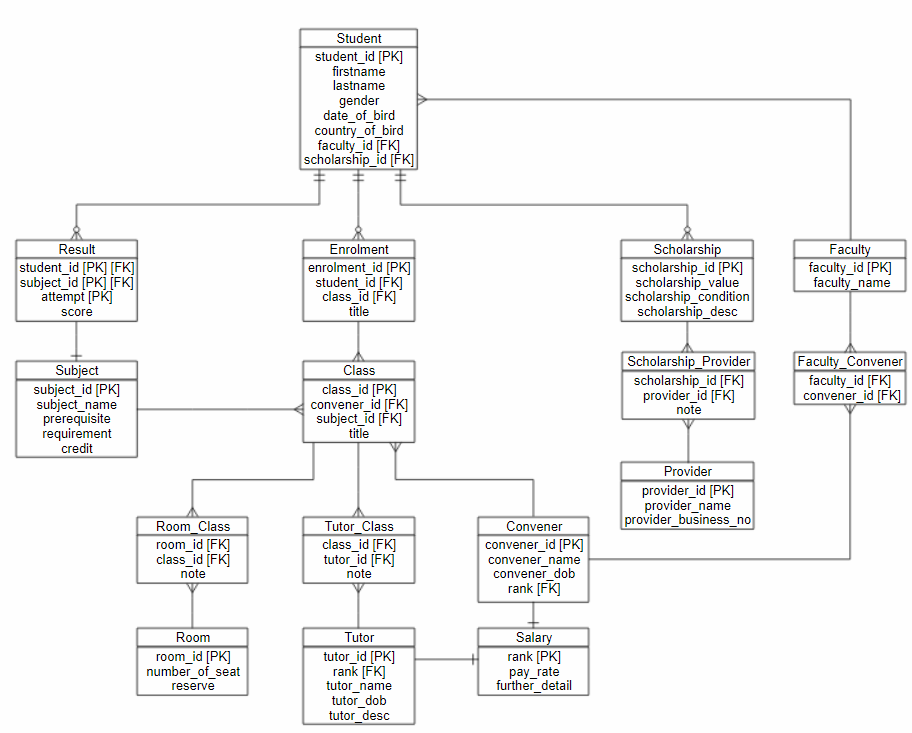 Student
student_id [PK]
firstname
lastname
gender
date_of_bird
country_of_bird
faculty_id [FK]
scholarship_id [FK]
Result
student_id [PK] [FK]
subject_id [PK] [FK]
attempt [PK]
score
Enrolment
enrolment_id [PK]
student_id [FK]
class_id [FK]
title
Scholarship
scholarship_id [PK]
scholarship_value
scholarship_condition
scholarship_desc
Faculty
faculty_id [PK]
faculty_name
Subject
subject_id [PK]
subject_name
prerequisite
requirement
credit
Class
class_id [PK]
convener_id [FK]
subject_id [FK]
title
Scholarship_Provider
scholarship_id [FK]
provider_id [FK]
note
Faculty_Convener
faculty_id [FK]
convener_id [FK]
Provider
provider_id [PK]
provider_name
provider_business_no
Room_Class
room_id [FK]
class_id [FK]
note
Tutor_Class
class_id [FK]
tutor_id [FK]
note
Convener
convener_id [PK]
convener_name
convener_dob
rank [FK]
Room
room_id [PK]
number_of_seat
reserve
Tutor
tutor_id [PK]
rank [FK]
tutor_name
tutor_dob
tutor_desc
Salary
rank [PK]
pay_rate
further_detail